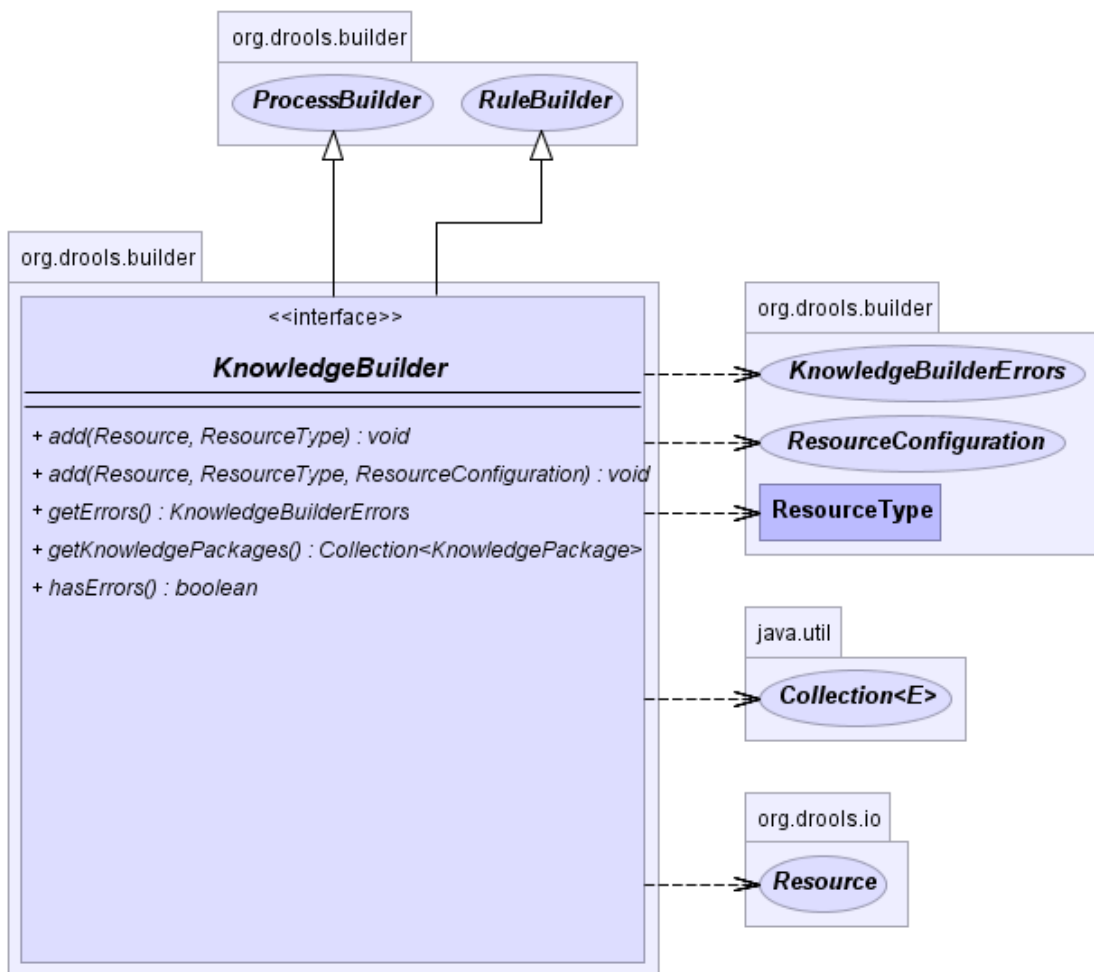 org.drools.builder
ProcessBuilder
RuleBuilder
org.drools.builder
<<interface>>
KnowledgeBuilder
+ add(Resource, ResourceType) : void
+ add(Resource, ResourceType, ResourceConfiguration) : void
+ getErrors() : KnowledgeBuilderErrors
+ getKnowledgePackages() : Collection<KnowledgePackage>
+ hasErrors() : boolean
org.drools.builder
KnowledgeBuilderErrors
ResourceConfiguration
ResourceType
java.util
Collection<E>
org.drools.io
Resource